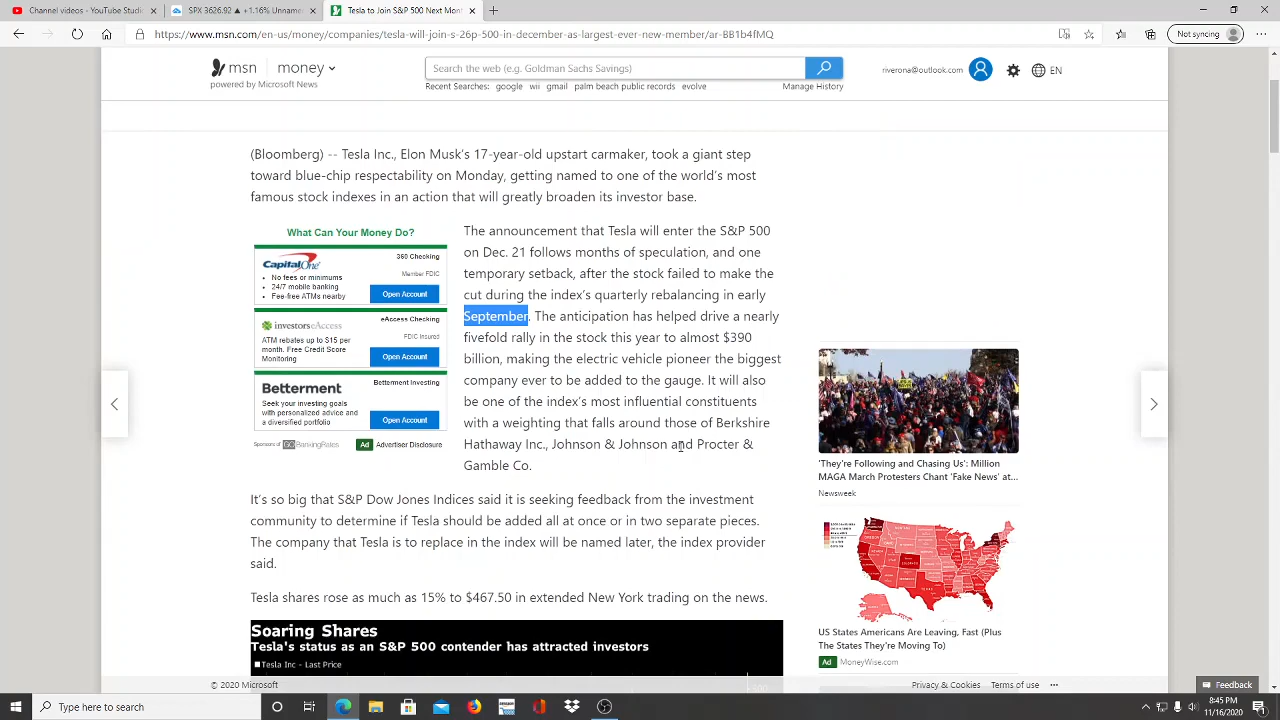 Channel videos - YouTube Studio
SPX 3626.92 ▲ +1.16% Unnamed
Tesla to Join S&P 500 Next Mont
https://www.msn.com/en-us/money/companies/tesla-will-join-s-26p-500-in-december-as-largest-ever-new-member/ar-BB1b4fMQ
Not syncing
msn money
powered by Microsoft News
Search the web (e.g. Goldman Sachs Savings)
Recent Searches: google wii gmail palm beach public records evolve
Manage History
riverona@outlook.com
EN
(Bloomberg) -- Tesla Inc., Elon Musk's 17-year-old upstart carmaker, took a giant step
toward blue-chip respectability on Monday, getting named to one of the world's most
famous stock indexes in an action that will greatly broaden its investor base.
What Can Your Money Do?
Capital One
360 Checking
Member FDIC
• No fees or minimums
• 24/7 mobile banking
• Fee-free ATMs nearby
Open Account
investors eAccess
eAccess Checking
FDIC Insured
ATM rebates up to $15 per
month. Free Credit Score
Monitoring
Open Account
Betterment
Betterment Investing
Seek your investing goals
with personalized advice and
a diversified portfolio
Open Account
Sponsors of GOBankingRates
Ad Advertiser Disclosure
The announcement that Tesla will enter the S&P 500
on Dec. 21 follows months of speculation, and one
temporary setback, after the stock failed to make the
cut during the index's quarterly rebalancing in early
September. The anticipation has helped drive a nearly
fivefold rally in the stock this year to almost $390
billion, making the electric vehicle pioneer the biggest
company ever to be added to the gauge. It will also
be one of the index's most influential constituents
with a weighting that falls around those of Berkshire
Hathaway Inc., Johnson & Johnson and Procter &
Gamble Co.
It's so big that S&P Dow Jones Indices said it is seeking feedback from the investment
community to determine if Tesla should be added all at once or in two separate pieces.
The company that Tesla is to replace in the index will be named later, the index provider
said.
Tesla shares rose as much as 15% to $467.50 in extended New York trading on the news.
Soaring Shares
Tesla's status as an S&P 500 contender has attracted investors
Tesla Inc - Last Price
500
'They're Following and Chasing Us': Million
MAGA March Protesters Chant 'Fake News' at...
Newsweek
US States Americans Are Leaving, Fast (Plus
The States They're Moving To)
Ad MoneyWise.com
© 2020 Microsoft
Privacy & Cookies
Terms of use
Feedback
Type here to search
8:45 PM
11/16/2020